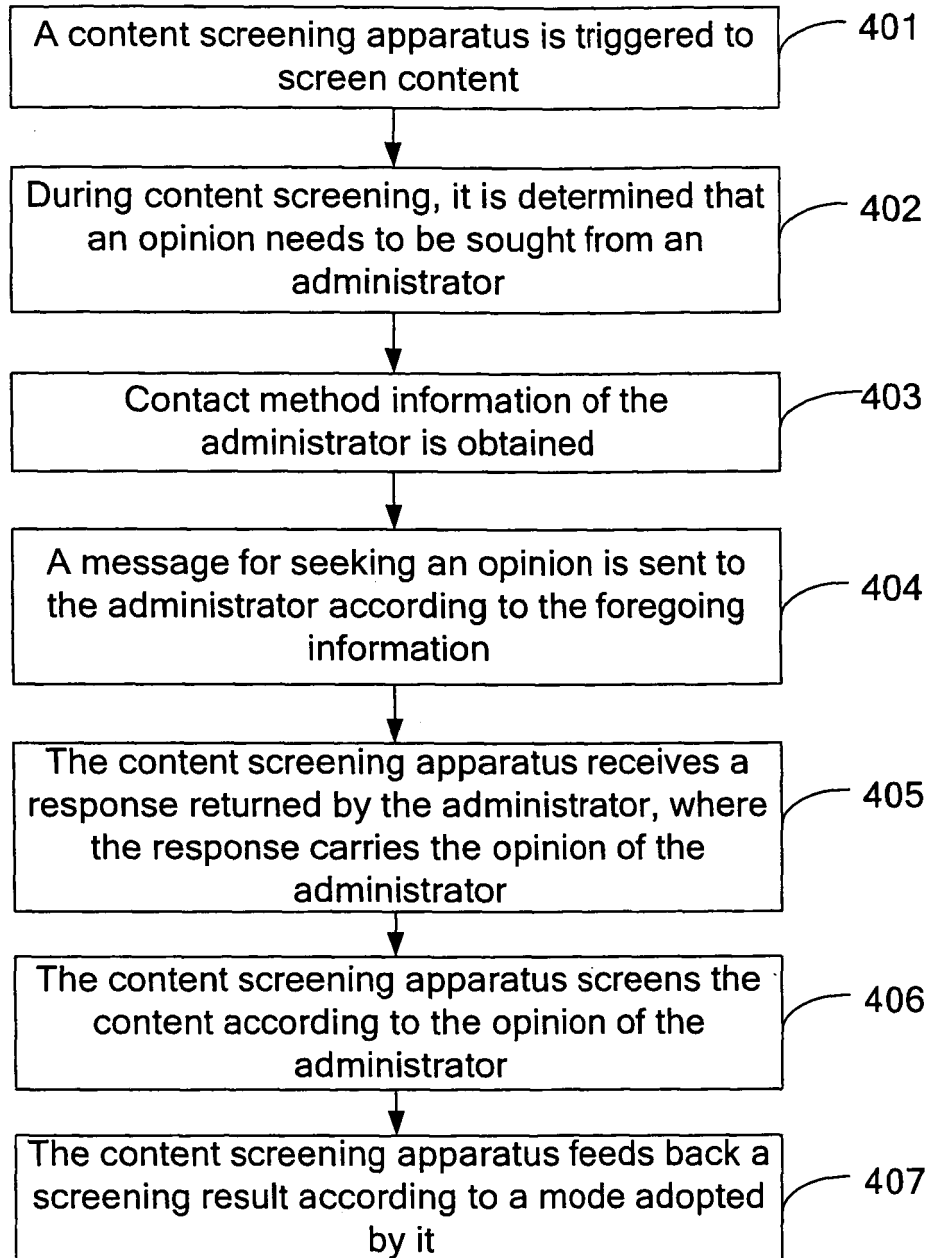 A content screening apparatus is triggered to
screen content
401
During content screening, it is determined that
an opinion needs to be sought from an
administrator
402
Contact method information of the
administrator is obtained
403
A message for seeking an opinion is sent to
the administrator according to the foregoing
information
404
The content screening apparatus receives a
response returned by the administrator, where
the response carries the opinion of the
administrator
405
The content screening apparatus screens the
content according to the opinion of the
administrator
406
The content screening apparatus feeds back a
screening result according to a mode adopted
by it
407